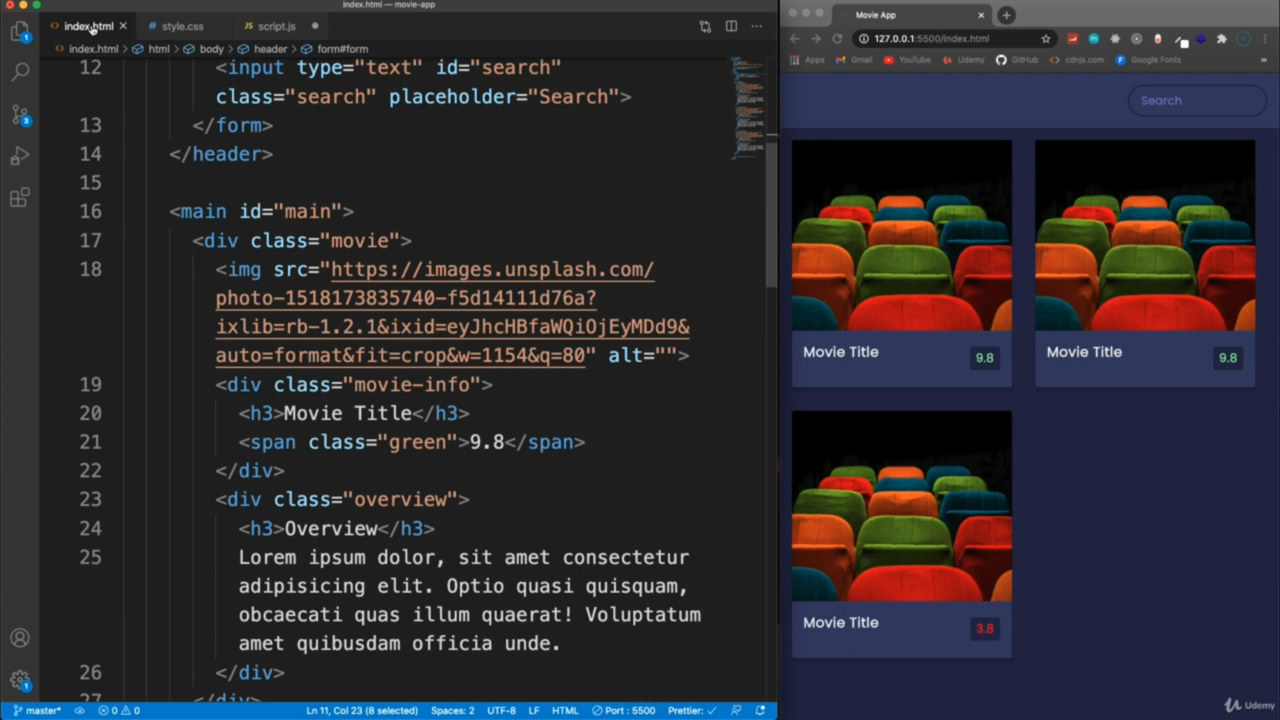 index.html — movie-app
index.html
# style.css
JS script.js
index.html > html > body > header > form#form
12 <input type="text" id="search"
class="search" placeholder="Search">
13 </form>
14 </header>
15
16 <main id="main">
17 <div class="movie">
18 <img src="https://images.unsplash.com/
photo-1518173835740-f5d14111d76a?
ixlib=rb-1.2.1&ixid=eyJhcHBfaWQiOjEyMDd9&
auto=format&fit=crop&w=1154&q=80" alt="">
19 <div class="movie-info">
20 <h3>Movie Title</h3>
21 <span class="green">9.8</span>
22 </div>
23 <div class="overview">
24 <h3>Overview</h3>
25 Lorem ipsum dolor, sit amet consectetur
adipisicing elit. Optio quasi quisquam,
obcaecati quas illum quaerat! Voluptatum
amet quibusdam officia unde.
26 </div>
27 </div>
1
3
1
master* 0 0 Ln 11, Col 23 (8 selected) Spaces: 2 UTF-8 LF HTML Port : 5500 Prettier: ✓
Movie App
127.0.0.1:5500/index.html
Apps Gmail YouTube Udemy GitHub cdnjs.com Google Fonts »
Search
Movie Title 9.8
Movie Title 9.8
Movie Title 3.8
Udemy